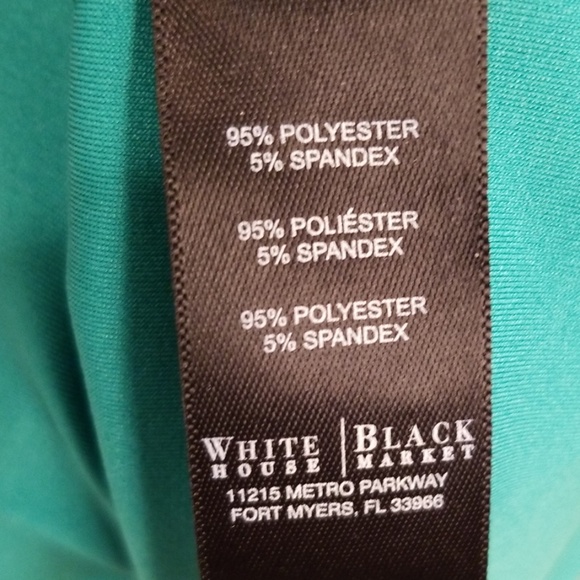 95% POLYESTER
5% SPANDEX
95% POLIÉSTER
5% SPANDEX
95% POLYESTER
5% SPANDEX
WHITE HOUSE | BLACK MARKET
11215 METRO PARKWAY
FORT MYERS, FL 33966